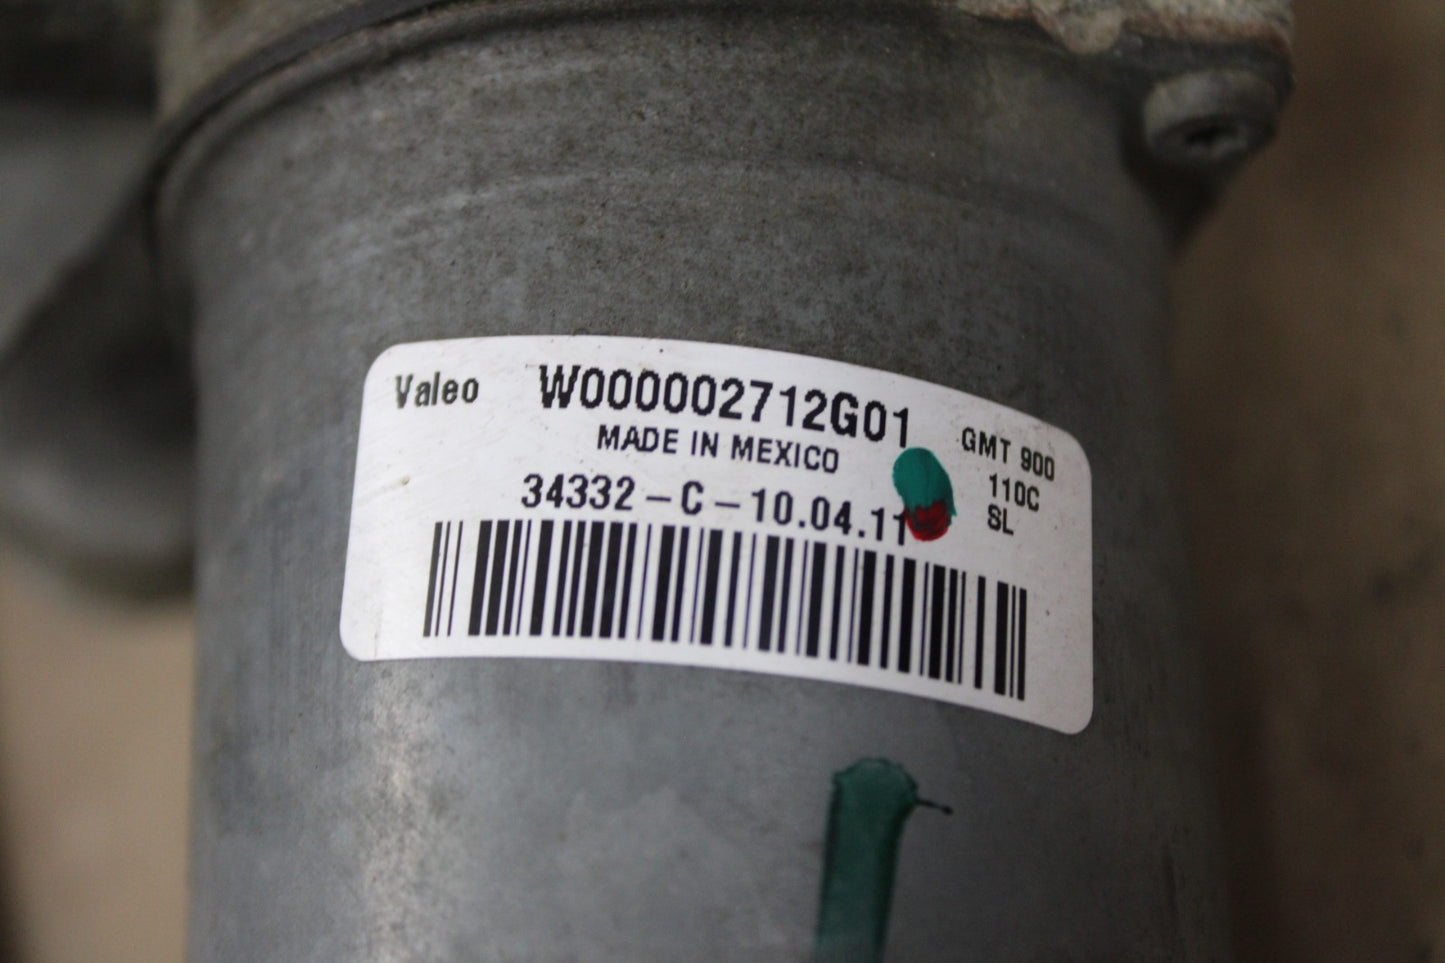 Valeo W000002712G01
MADE IN MEXICO
34332-C-10.04.11
GMT 900
110C
SL